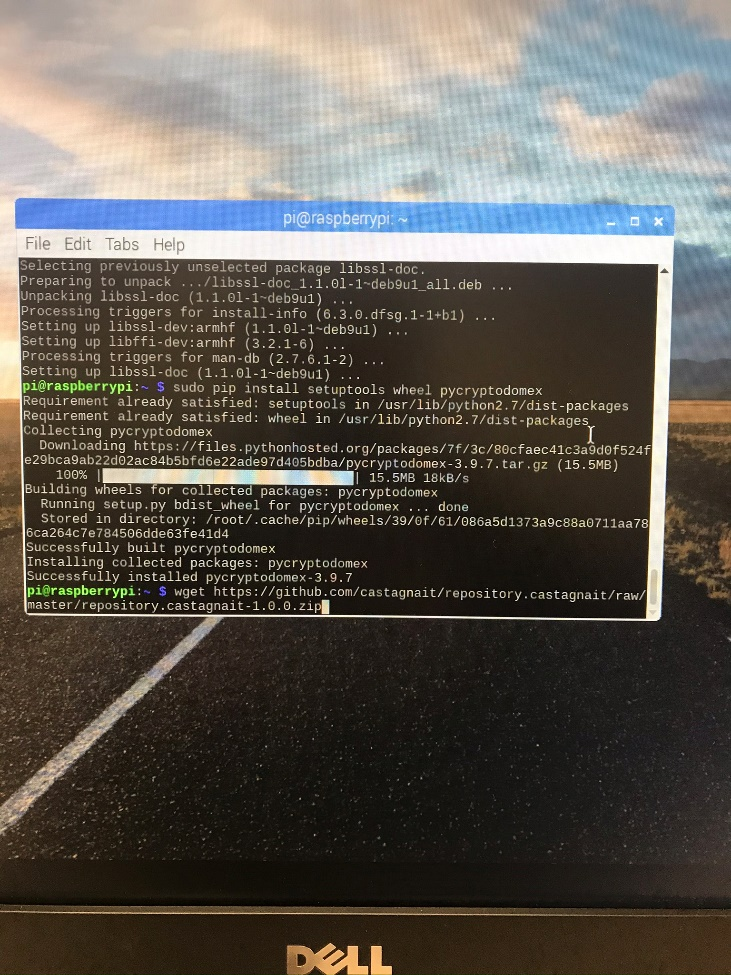 pi@raspberrypi: ~
File Edit Tabs Help
Selecting previously unselected package libssl-doc.
Preparing to unpack .../libssl-doc_1.1.0l-1~deb9u1_all.deb ...
Unpacking libssl-doc (1.1.0l-1~deb9u1) ...
Processing triggers for install-info (6.3.0.dfsg.1-1+b1) ...
Setting up libssl-dev:armhf (1.1.0l-1~deb9u1) ...
Setting up libffi-dev:armhf (3.2.1-6) ...
Processing triggers for man-db (2.7.6.1-2) ...
Setting up libssl-doc (1.1.0l-1~deb9u1) ...
pi@raspberrypi:~ $ sudo pip install setuptools wheel pycryptodomex
Requirement already satisfied: setuptools in /usr/lib/python2.7/dist-packages
Requirement already satisfied: wheel in /usr/lib/python2.7/dist-packages
Collecting pycryptodomex
Downloading https://files.pythonhosted.org/packages/7f/3c/80cfaec41c3a9d0f524f
e29bca9ab22d02ac84b5bfd6e22ade97d405bdba/pycryptodomex-3.9.7.tar.gz (15.5MB)
100% | | 15.5MB 18kB/s
Building wheels for collected packages: pycryptodomex
Running setup.py bdist_wheel for pycryptodomex ... done
Stored in directory: /root/.cache/pip/wheels/39/0f/61/086a5d1373a9c88a0711aa78
6ca264c7e784506dde63fe41d4
Successfully built pycryptodomex
Installing collected packages: pycryptodomex
Successfully installed pycryptodomex-3.9.7
pi@raspberrypi:~ $ wget https://github.com/castagnait/repository.castagnait/raw/
master/repository.castagnait-1.0.0.zip
DELL